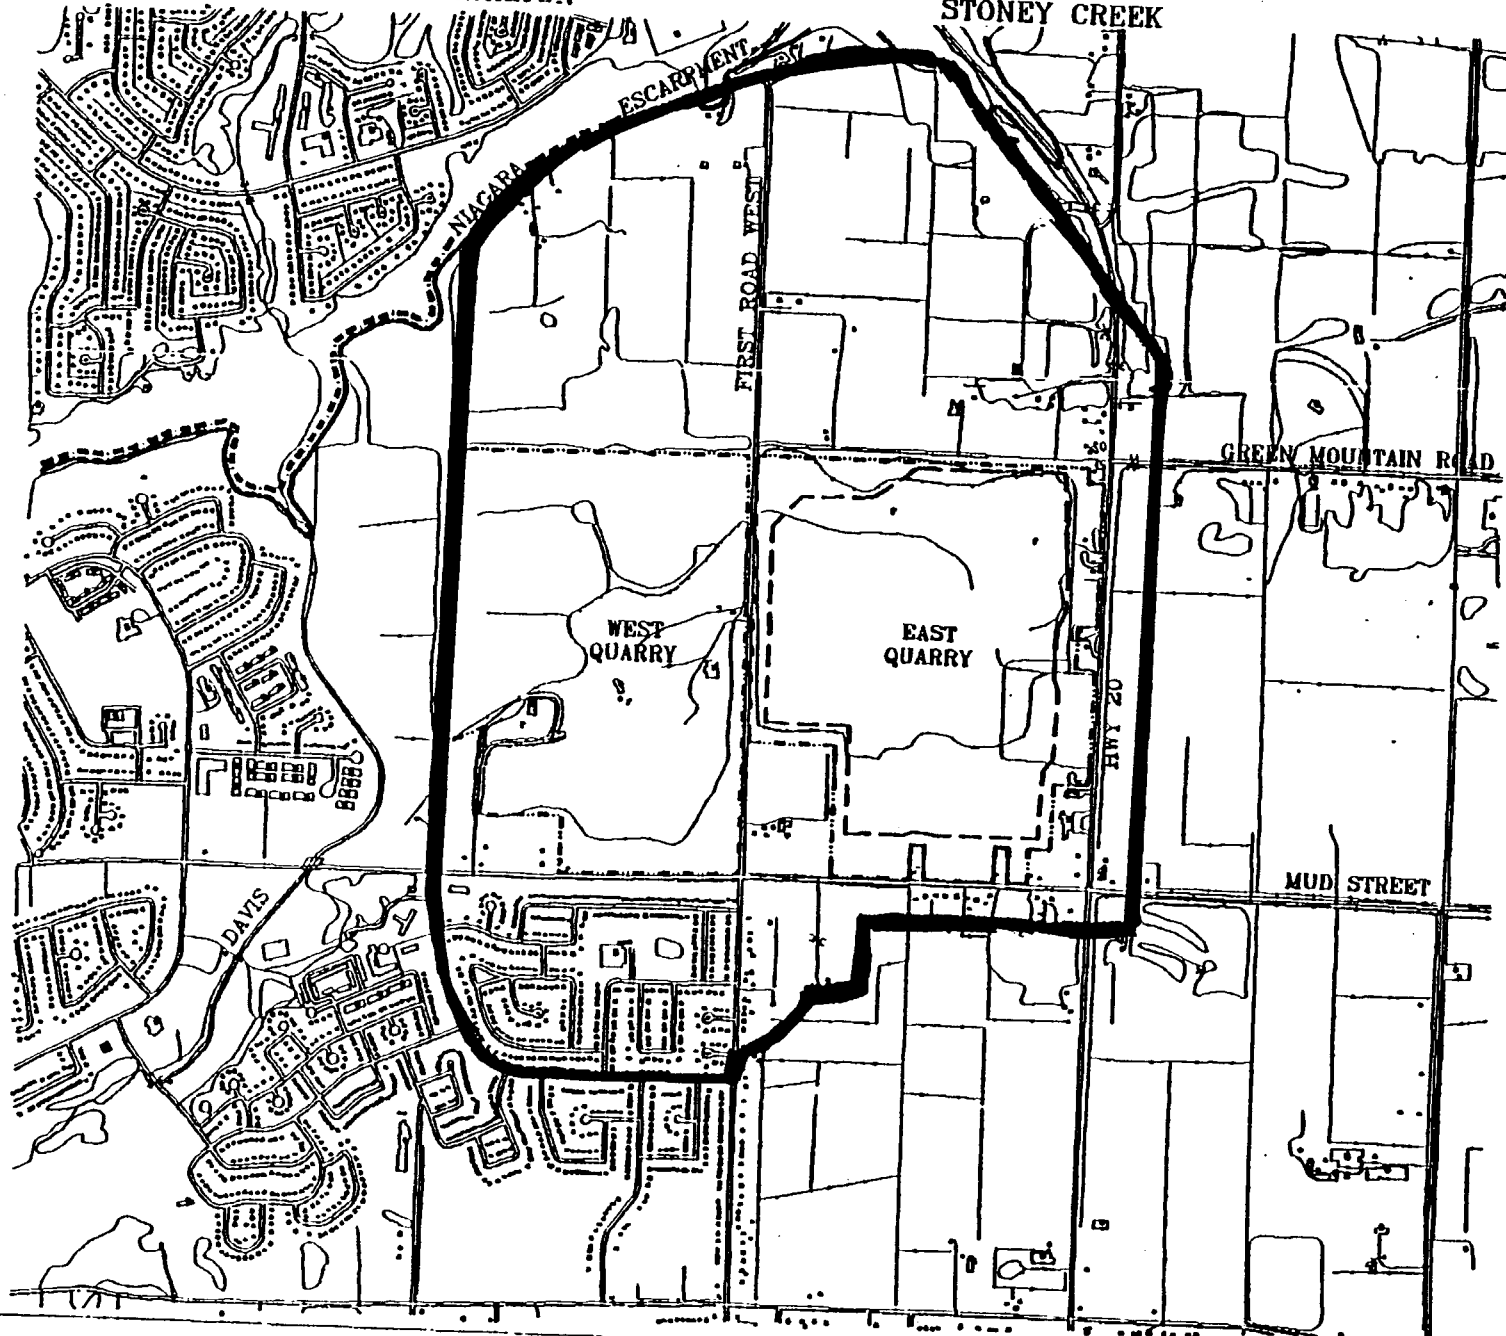 STONEY CREEK
NIAGARA ESCARPMENT
FIRST ROAD WEST
GREEN MOUNTAIN ROAD
WEST
QUARRY
EAST
QUARRY
HWY 20
MUD STREET
DAVIS